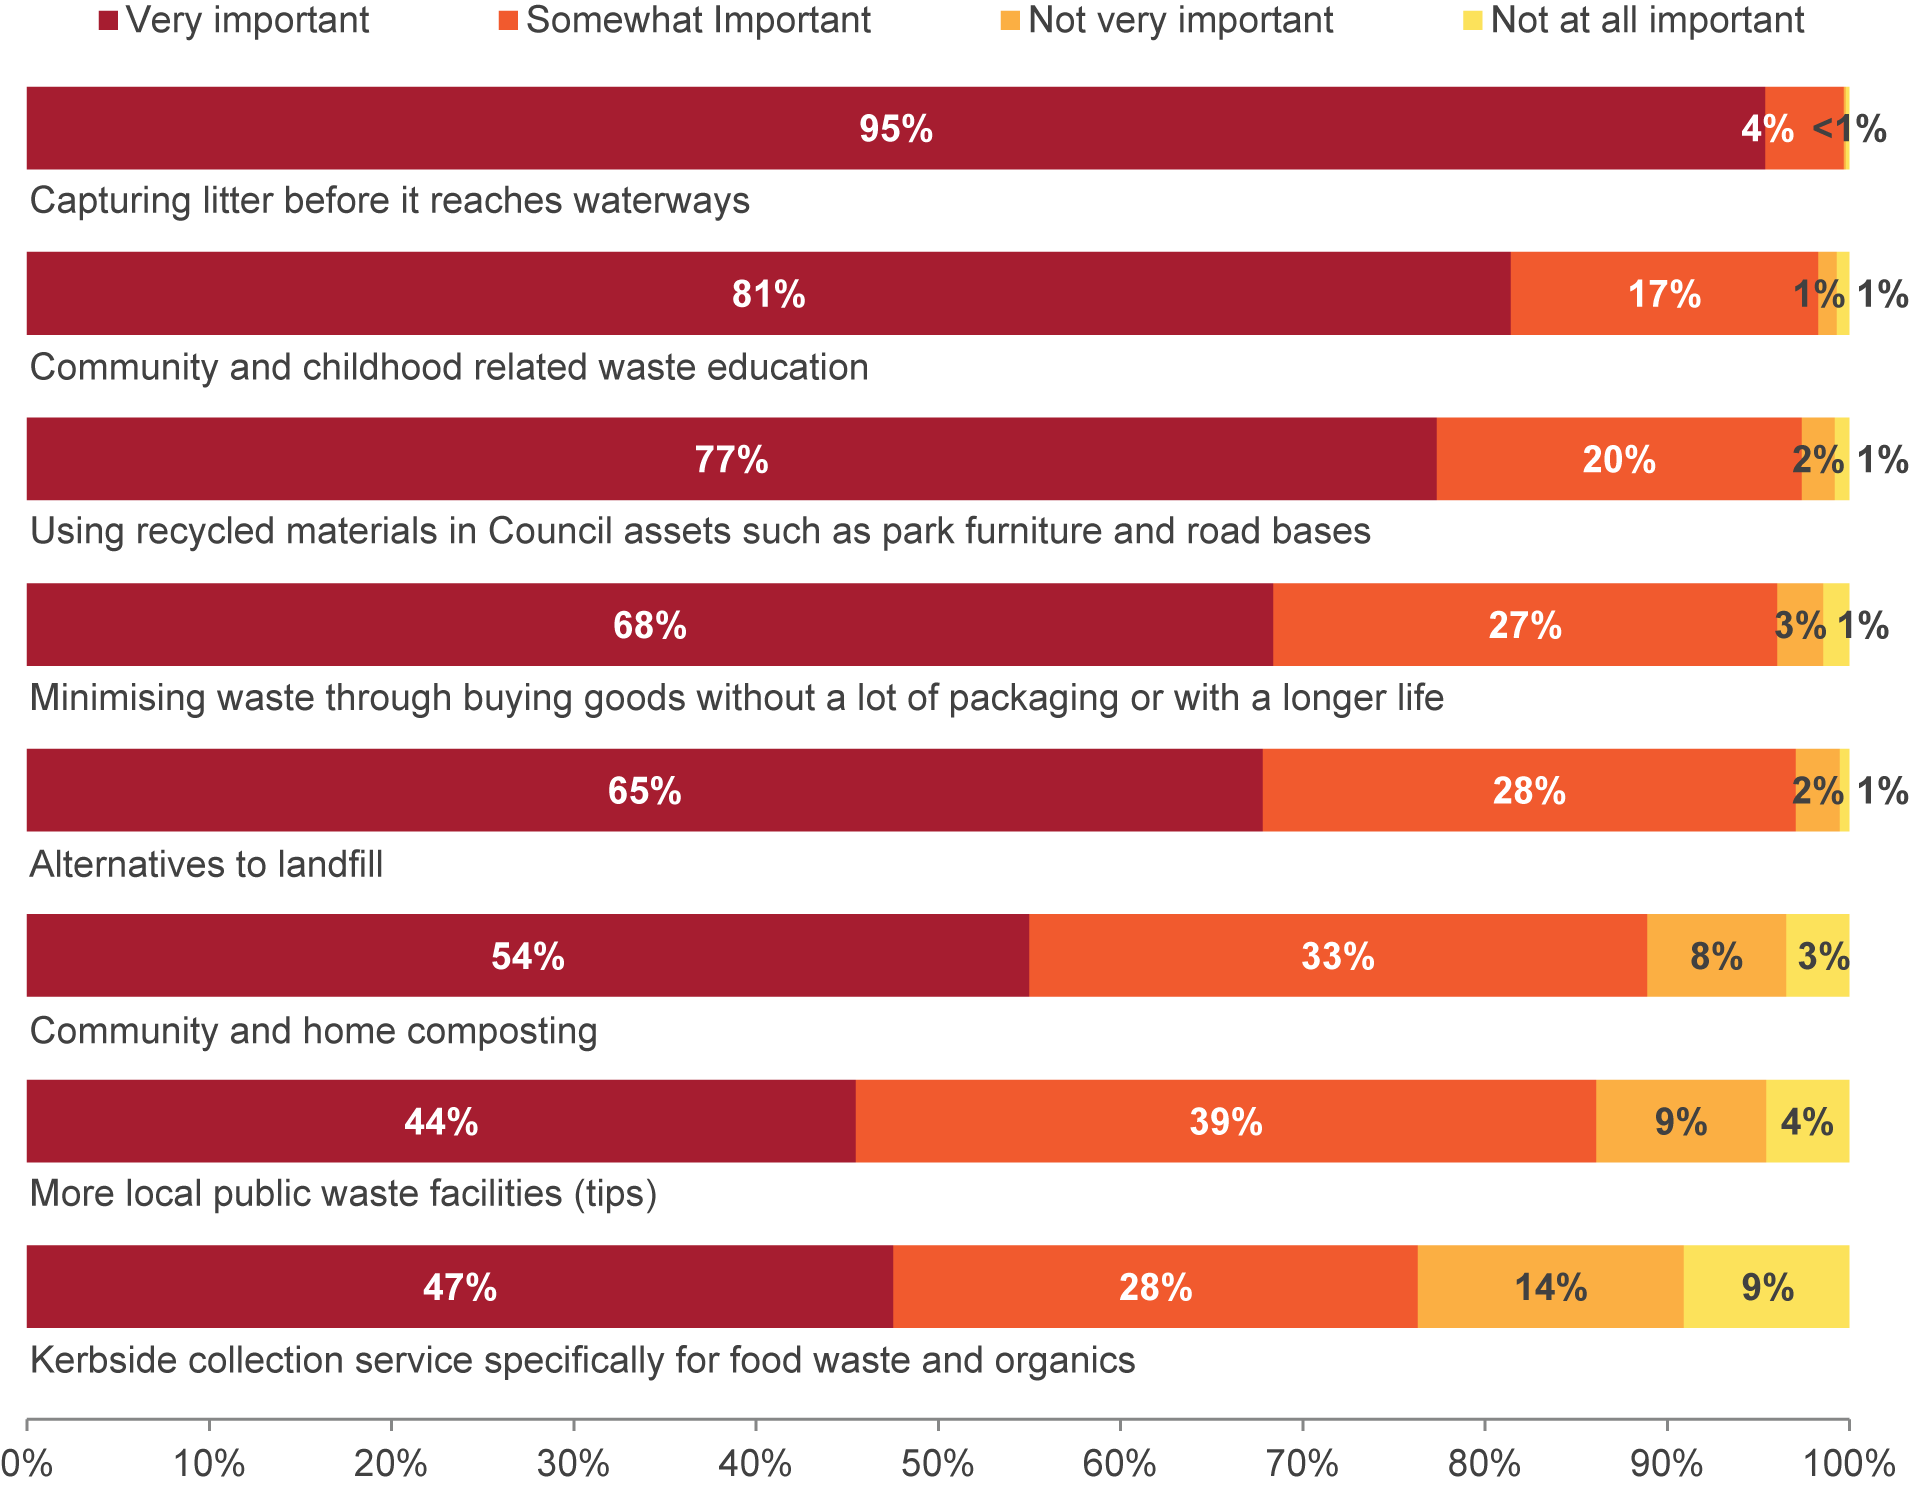 Very important Somewhat Important Not very important Not at all important
95% 4% <1%
Capturing litter before it reaches waterways
81% 17% 1% 1%
Community and childhood related waste education
77% 20% 2% 1%
Using recycled materials in Council assets such as park furniture and road bases
68% 27% 3% 1%
Minimising waste through buying goods without a lot of packaging or with a longer life
65% 28% 2% 1%
Alternatives to landfill
54% 33% 8% 3%
Community and home composting
44% 39% 9% 4%
More local public waste facilities (tips)
47% 28% 14% 9%
Kerbside collection service specifically for food waste and organics
0% 10% 20% 30% 40% 50% 60% 70% 80% 90% 100%